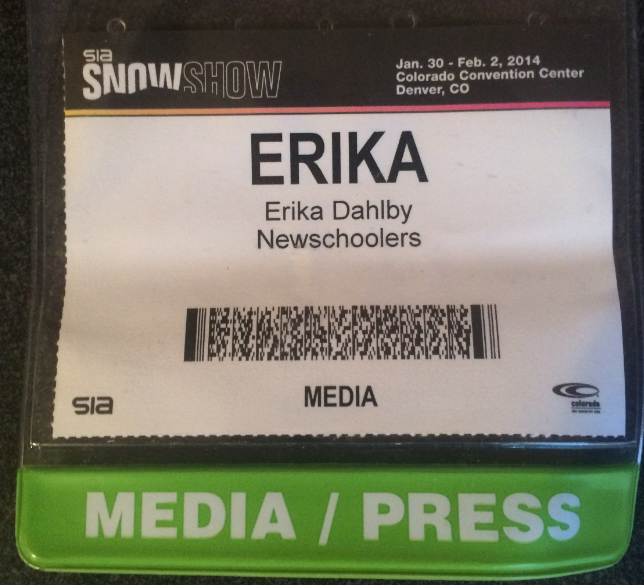 sia
SNOWSHOW
Jan. 30 - Feb. 2, 2014
Colorado Convention Center
Denver, CO
ERIKA
Erika Dahlby
Newschoolers
MEDIA
sia
colorado
MEDIA / PRESS